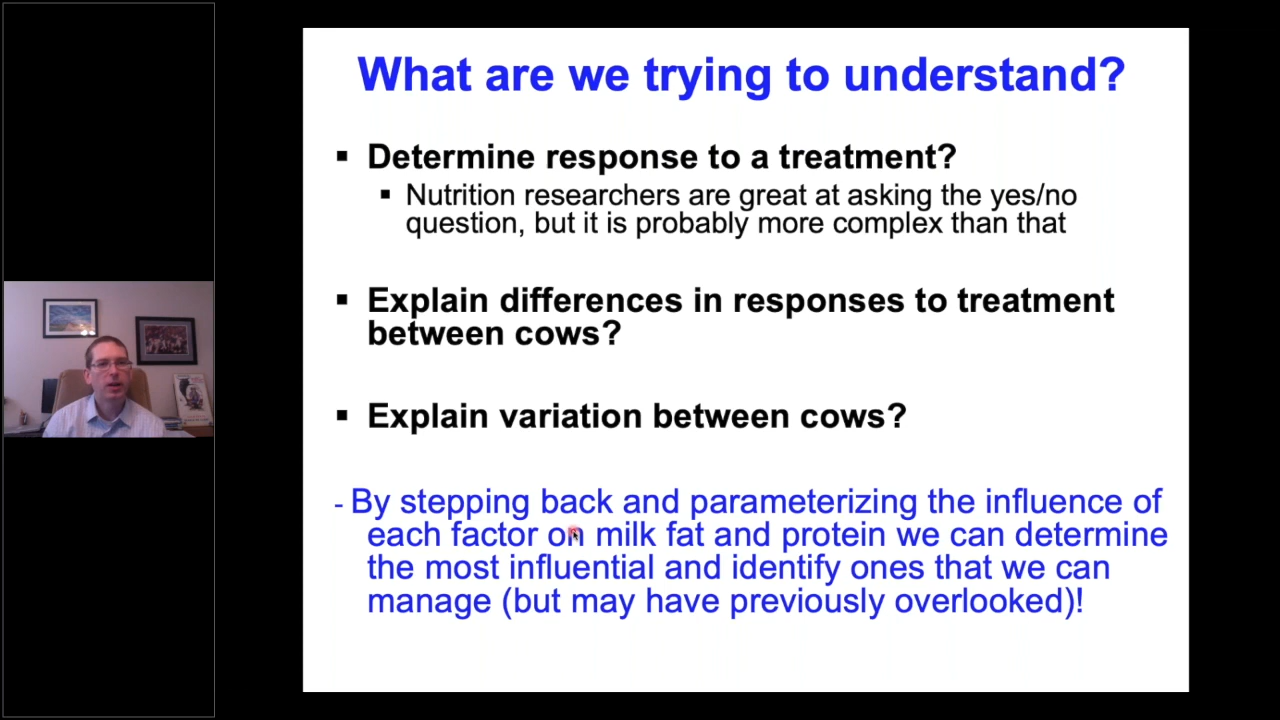 What are we trying to understand?
▪ Determine response to a treatment?
▪ Nutrition researchers are great at asking the yes/no
question, but it is probably more complex than that
▪ Explain differences in responses to treatment
between cows?
▪ Explain variation between cows?
- By stepping back and parameterizing the influence of
each factor on milk fat and protein we can determine
the most influential and identify ones that we can
manage (but may have previously overlooked)!